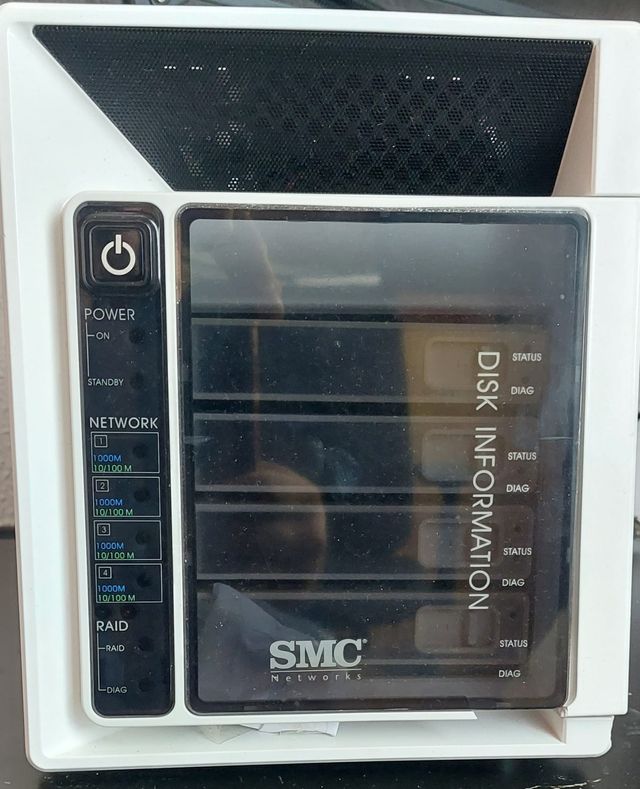 POWER
ON
STANDBY
NETWORK
1
1000M
10/100 M
2
1000M
10/100 M
3
1000M
10/100 M
4
1000M
10/100 M
RAID
RAID
DIAG
DISK INFORMATION
STATUS
DIAG
STATUS
DIAG
STATUS
DIAG
STATUS
DIAG
SMC®
Networks